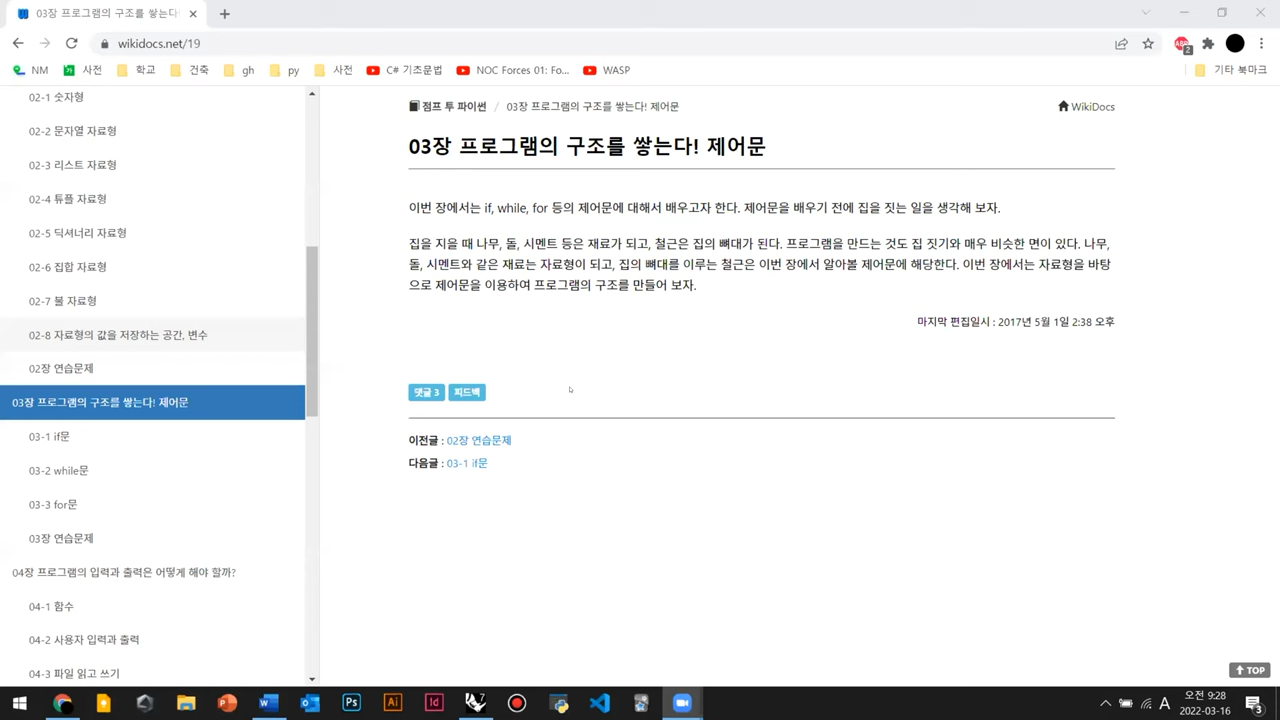 03장 프로그램의 구조를 쌓는다!
wikidocs.net/19
2
NM 사전 학교 건축 gh py 사전 C# 기초문법 NOC Forces 01: Fo... WASP 기타 북마크
02-1 숫자형
02-2 문자열 자료형
02-3 리스트 자료형
02-4 튜플 자료형
02-5 딕셔너리 자료형
02-6 집합 자료형
02-7 불 자료형
02-8 자료형의 값을 저장하는 공간, 변수
02장 연습문제
03장 프로그램의 구조를 쌓는다! 제어문
03-1 if문
03-2 while문
03-3 for문
03장 연습문제
04장 프로그램의 입력과 출력은 어떻게 해야 할까?
04-1 함수
04-2 사용자 입력과 출력
04-3 파일 읽고 쓰기
점프 투 파이썬 / 03장 프로그램의 구조를 쌓는다! 제어문
WikiDocs
03장 프로그램의 구조를 쌓는다! 제어문
이번 장에서는 if, while, for 등의 제어문에 대해서 배우고자 한다. 제어문을 배우기 전에 집을 짓는 일을 생각해 보자.
집을 지을 때 나무, 돌, 시멘트 등은 재료가 되고, 철근은 집의 뼈대가 된다. 프로그램을 만드는 것도 집 짓기와 매우 비슷한 면이 있다. 나무,
돌, 시멘트와 같은 재료는 자료형이 되고, 집의 뼈대를 이루는 철근은 이번 장에서 알아볼 제어문에 해당한다. 이번 장에서는 자료형을 바탕
으로 제어문을 이용하여 프로그램의 구조를 만들어 보자.
마지막 편집일시 : 2017년 5월 1일 2:38 오후
댓글 3 피드백
이전글 : 02장 연습문제
다음글 : 03-1 if문
TOP
Ps Ai Id
A
오전 9:28
2022-03-16
3